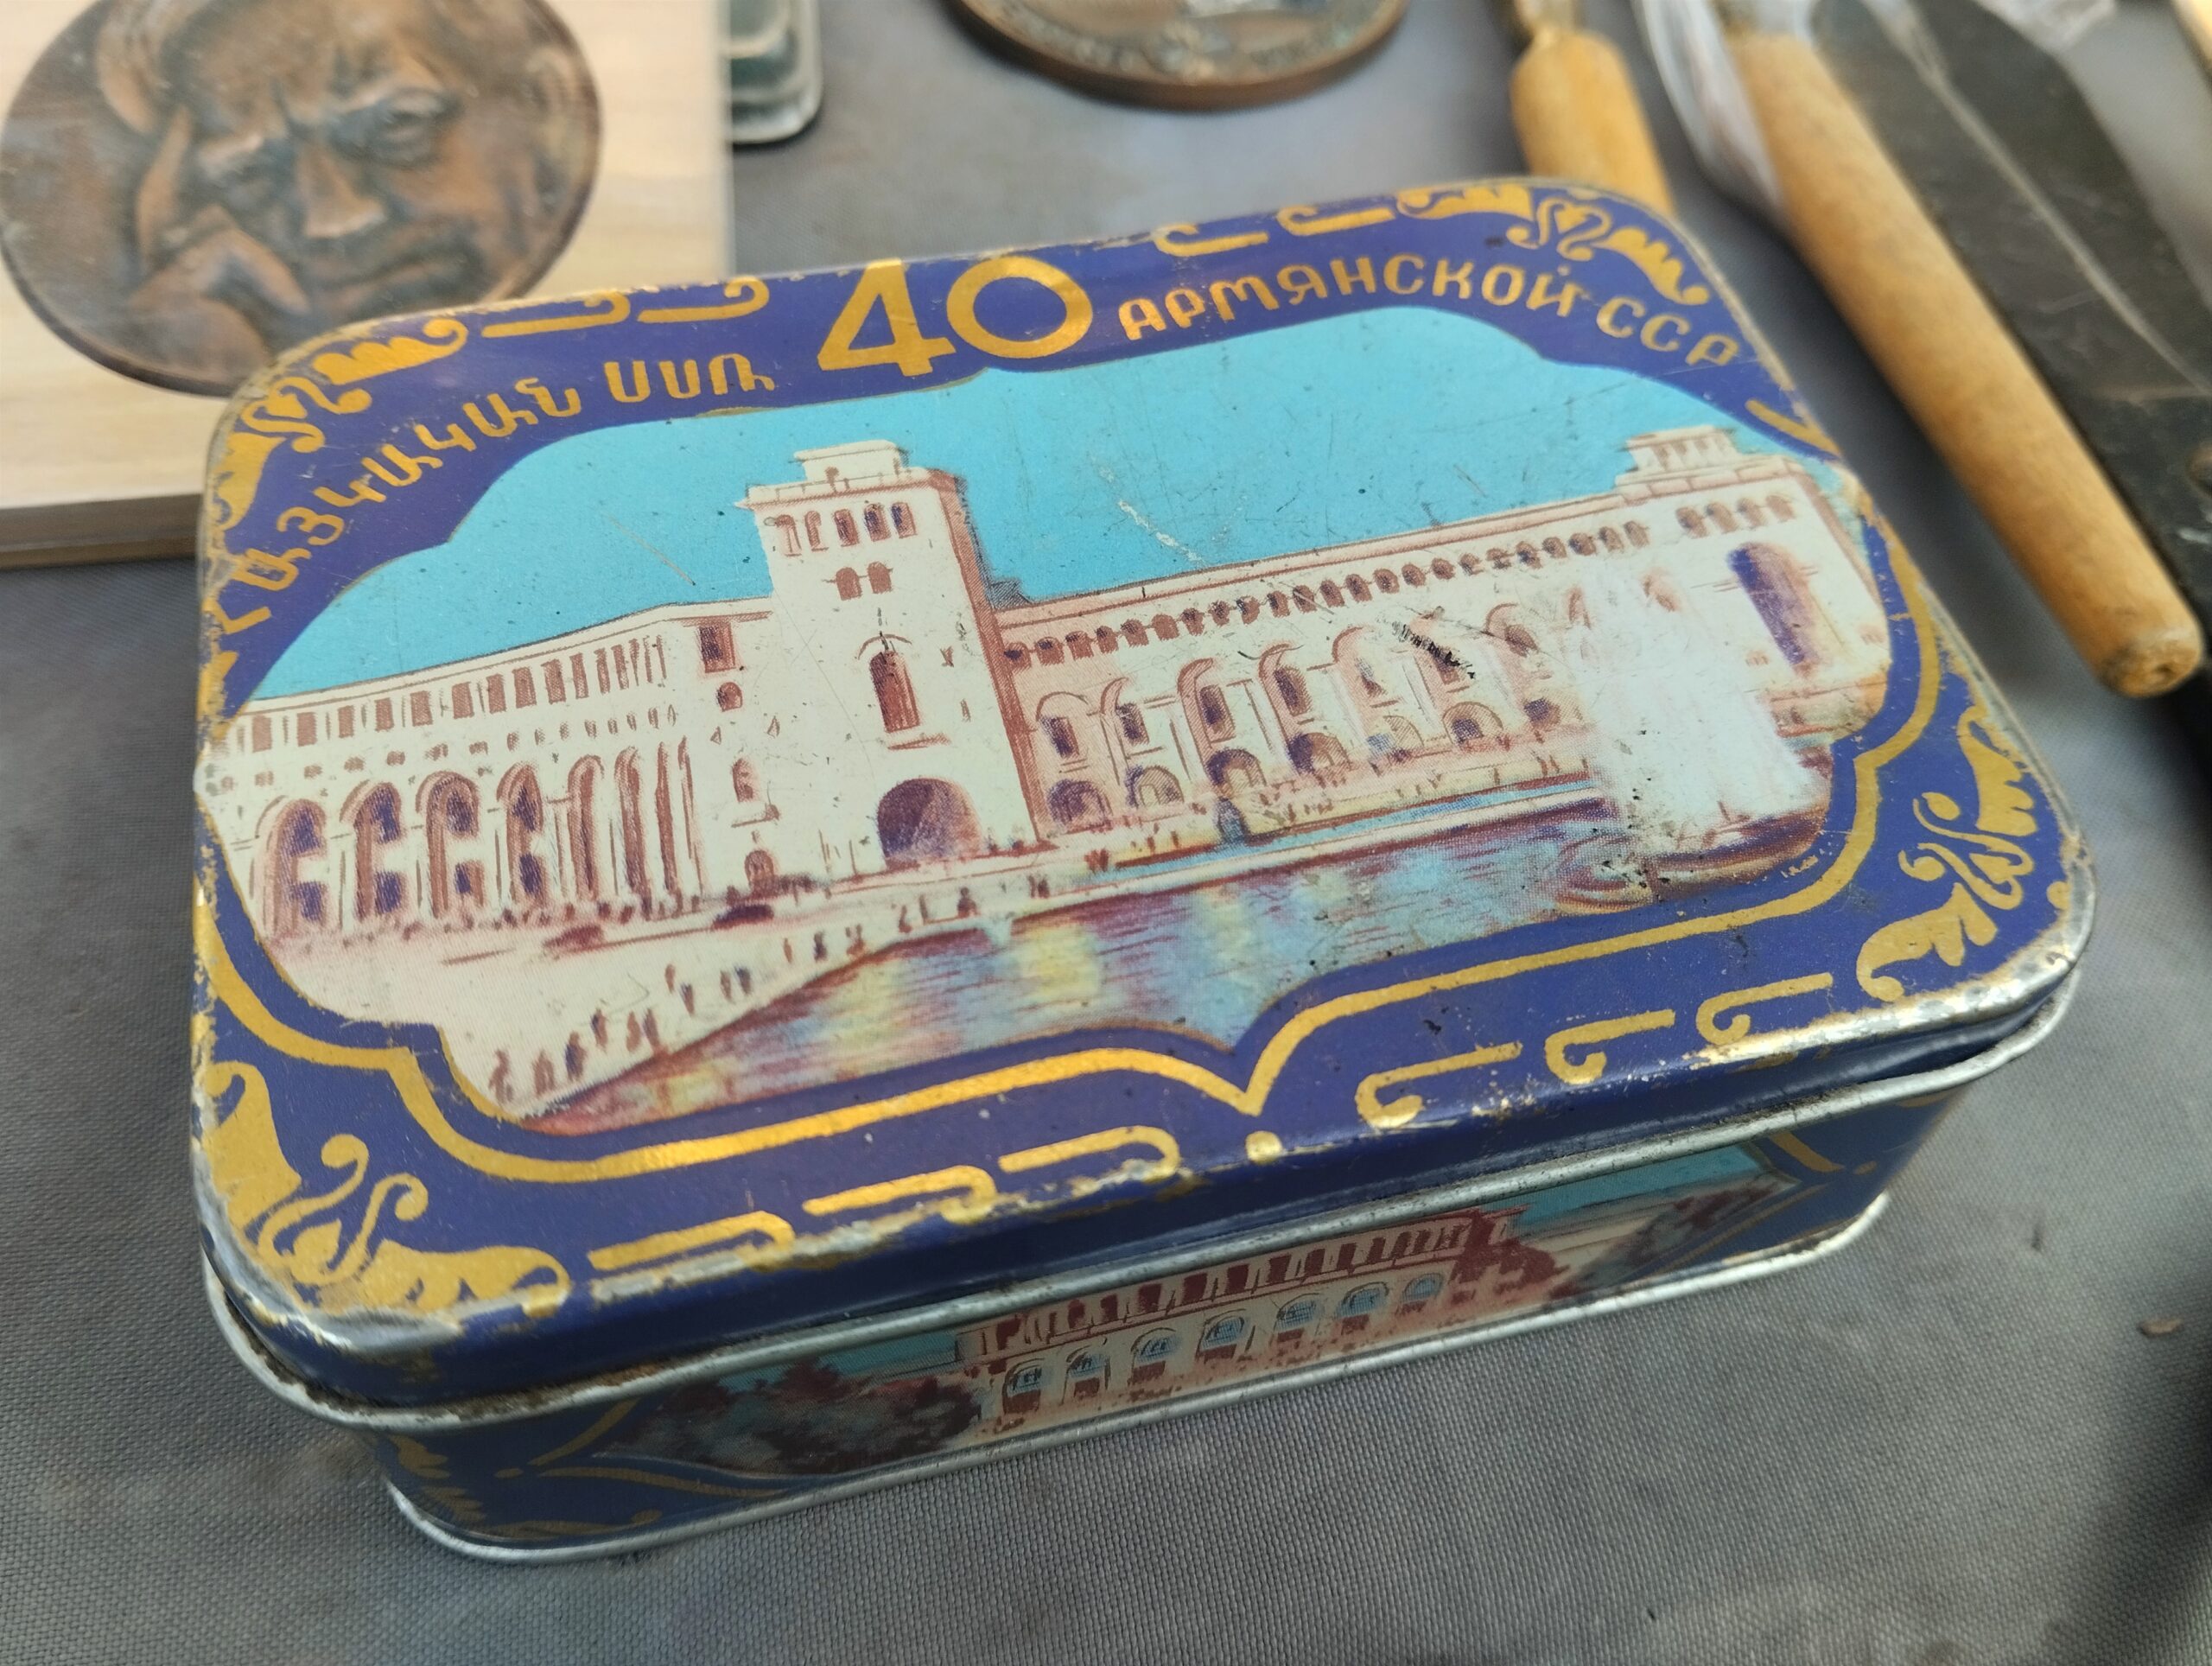 ՀԱՅԿԱԿԱՆ ՍՍՌ 40 АРМЯНСКОЙ ССР